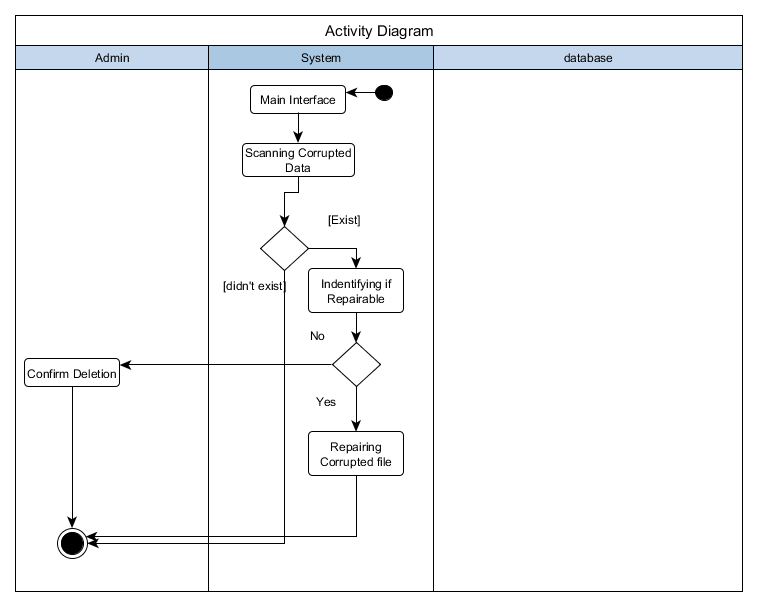 Activity Diagram
Admin
System
database
Main Interface
Scanning Corrupted
Data
[Exist]
[didn't exist]
Indentifying if
Repairable
No
Confirm Deletion
Yes
Repairing
Corrupted file